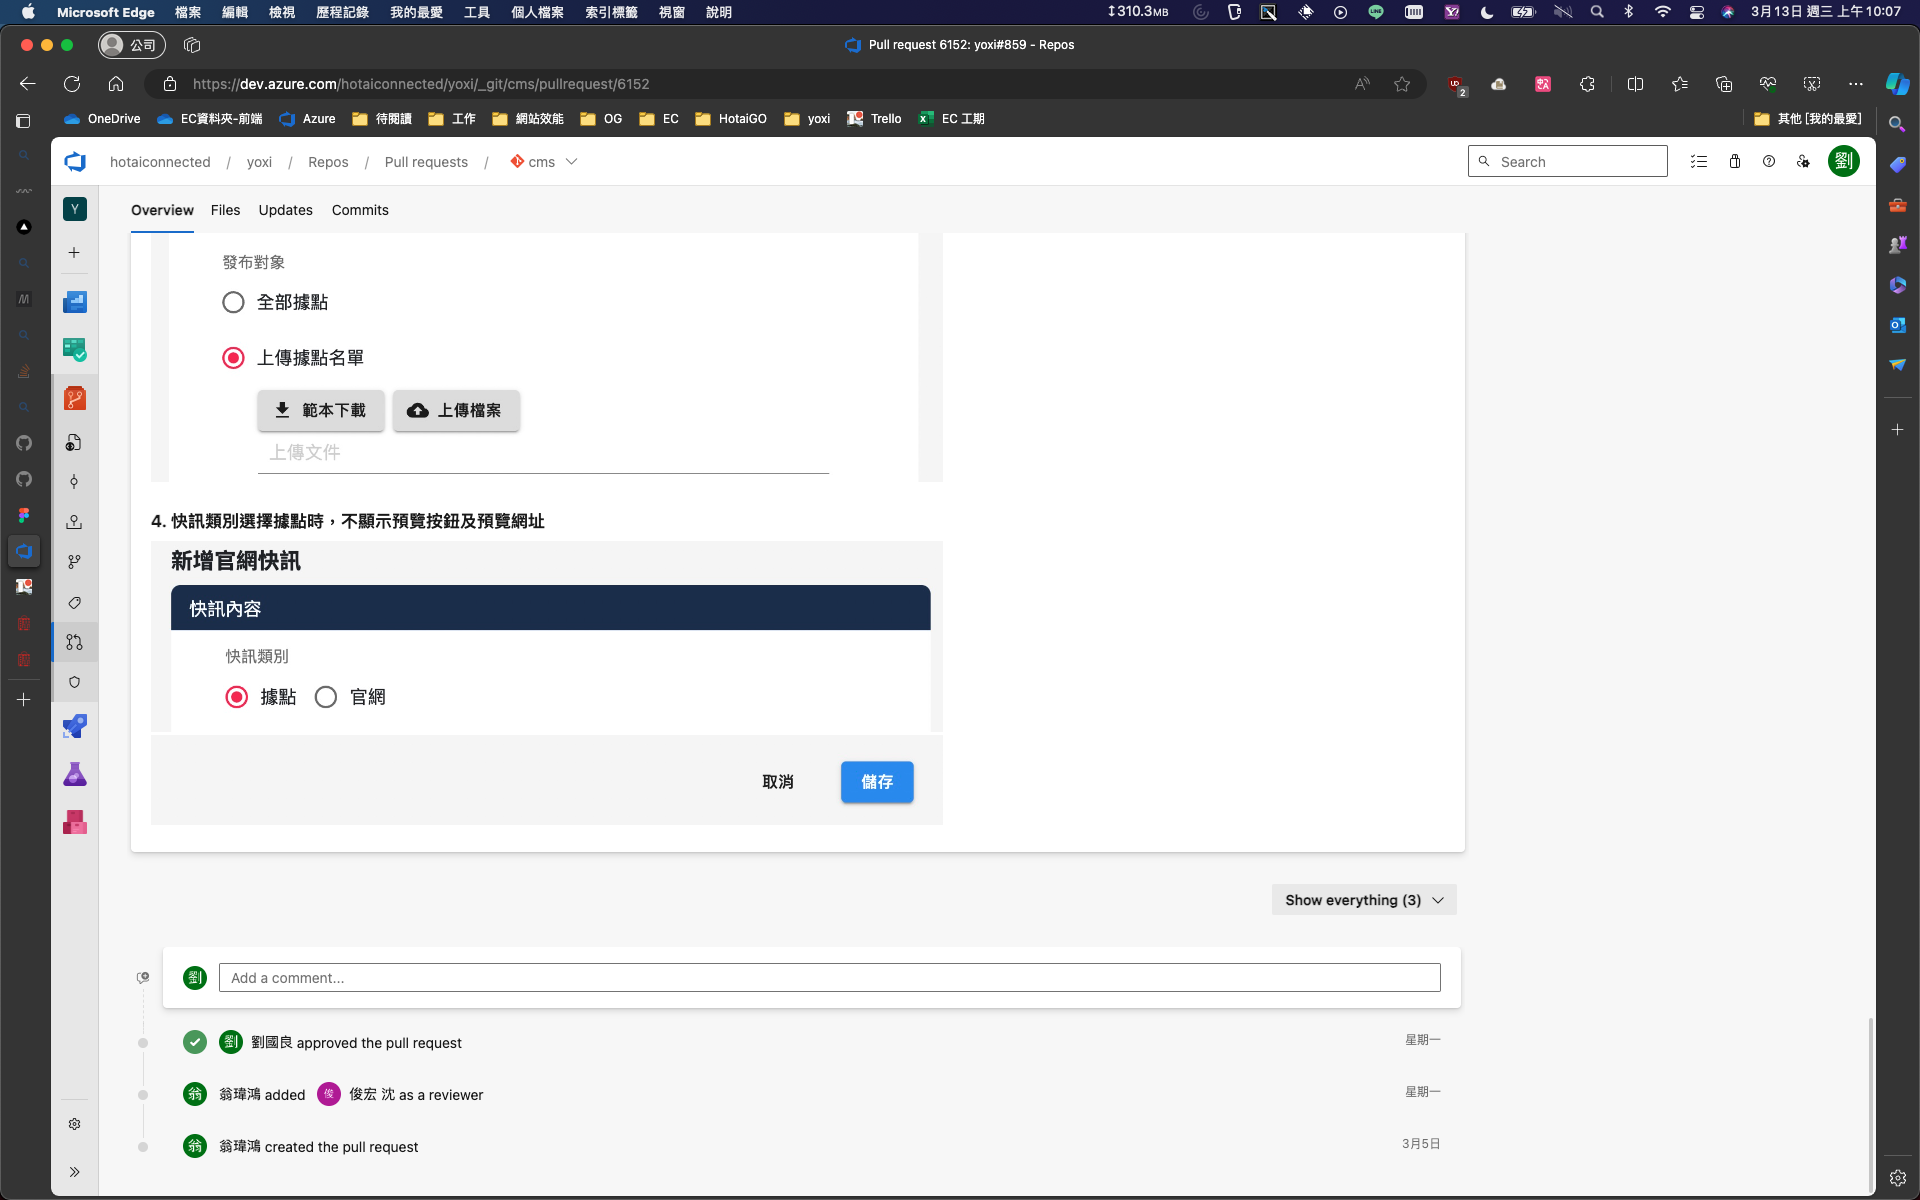 Microsoft Edge 檔案 編輯 檢視 歷程記錄 我的最愛 工具 個人檔案 索引標籤 視窗 說明 310.3MB 3月13日 週三 上午10:07
公司 Pull request 6152: yoxi#859 - Repos
https://dev.azure.com/hotaiconnected/yoxi/_git/cms/pullrequest/6152
OneDrive EC資料夾-前端 Azure 待閱讀 工作 網站效能 OG EC HotaiGO yoxi Trello EC 工期 其他 [我的最愛]
hotaiconnected / yoxi / Repos / Pull requests / cms Search 劉
Y
Overview Files Updates Commits
發布對象
全部據點
上傳據點名單
範本下載 上傳檔案
上傳文件
4. 快訊類別選擇據點時，不顯示預覽按鈕及預覽網址
新增官網快訊
快訊內容
快訊類別
據點 官網
取消 儲存
Show everything (3)
劉 Add a comment...
劉 劉國良 approved the pull request 星期一
翁 翁瑋鴻 added 俊 俊宏 沈 as a reviewer 星期一
翁 翁瑋鴻 created the pull request 3月5日